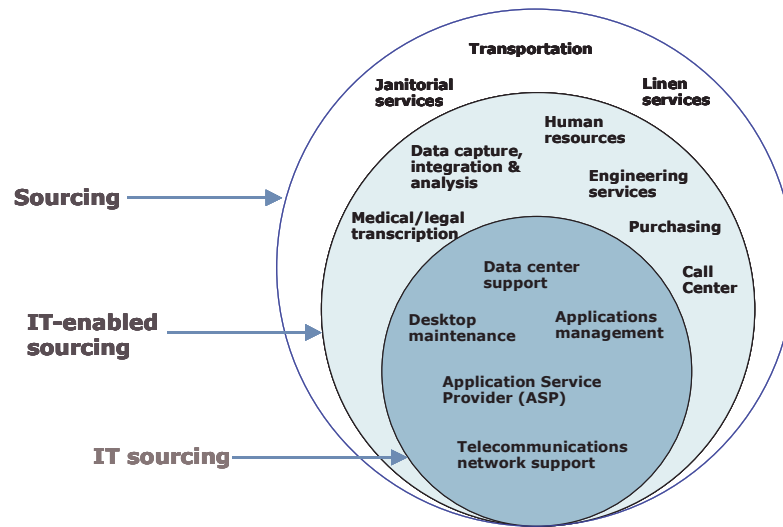 Transportation
Janitorial
services
Linen
services
Human
resources
Data capture,
integration &
analysis
Engineering
services
Sourcing
Medical/legal
transcription
Purchasing
Data center
support
Call
Center
IT-enabled
sourcing
Desktop
maintenance
Applications
management
Application Service
Provider (ASP)
IT sourcing
Telecommunications
network support